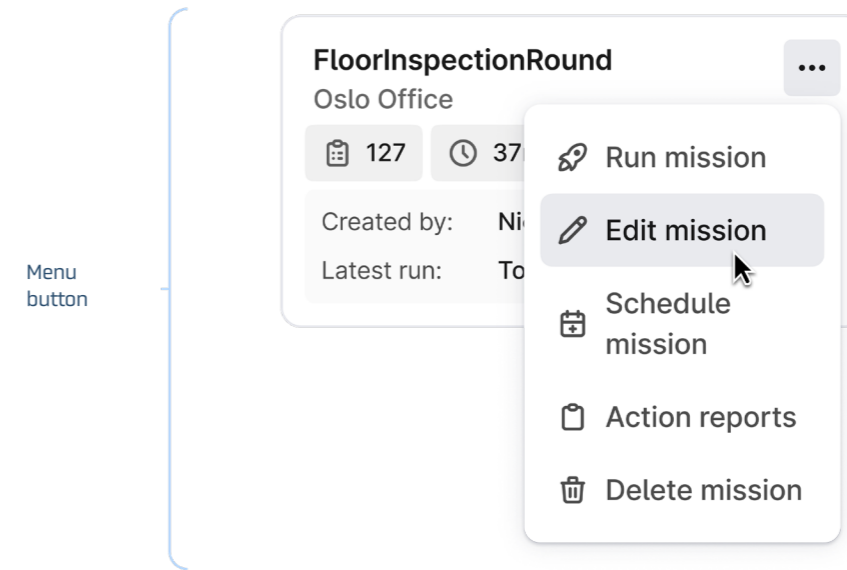 FloorInspectionRound
...
Oslo Office
127
37
Created by:
Latest run:
Menu
button
Run mission
Edit mission
Schedule
mission
Action reports
Delete mission